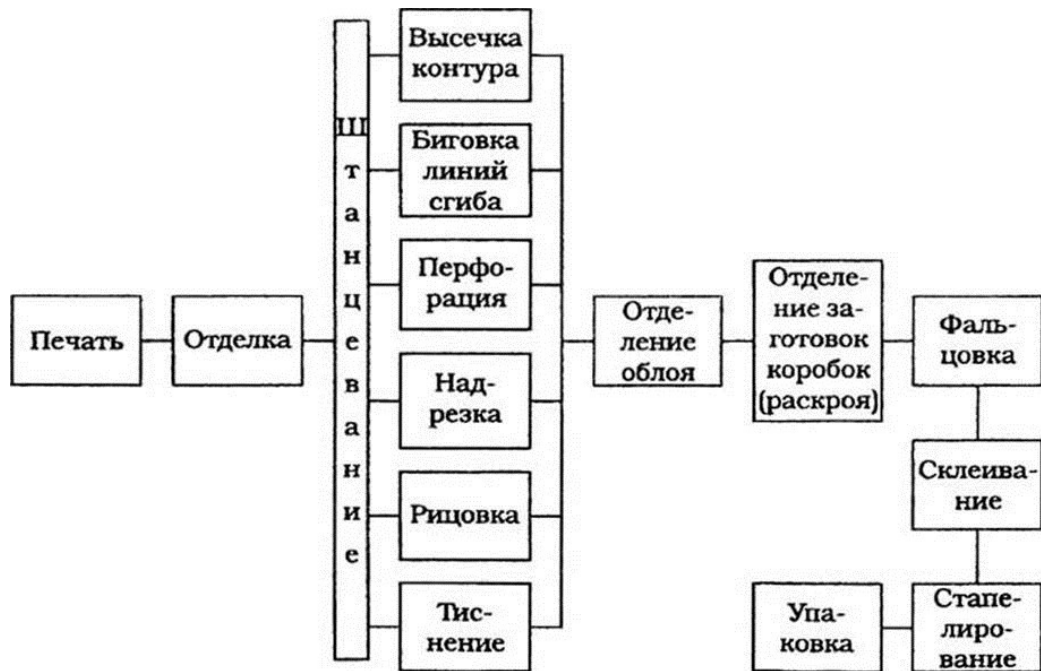 Печать
Отделка
Штанцевание
Высечка
контура
Биговка
линий
сгиба
Перфо-
рация
Над-
резка
Рицовка
Тис-
нение
Отде-
ление
облоя
Отделе-
ние за-
готовок
коробок
(раскроя)
Фаль-
цовка
Склеива-
ние
Стапе-
лиро-
вание
Упа-
ковка